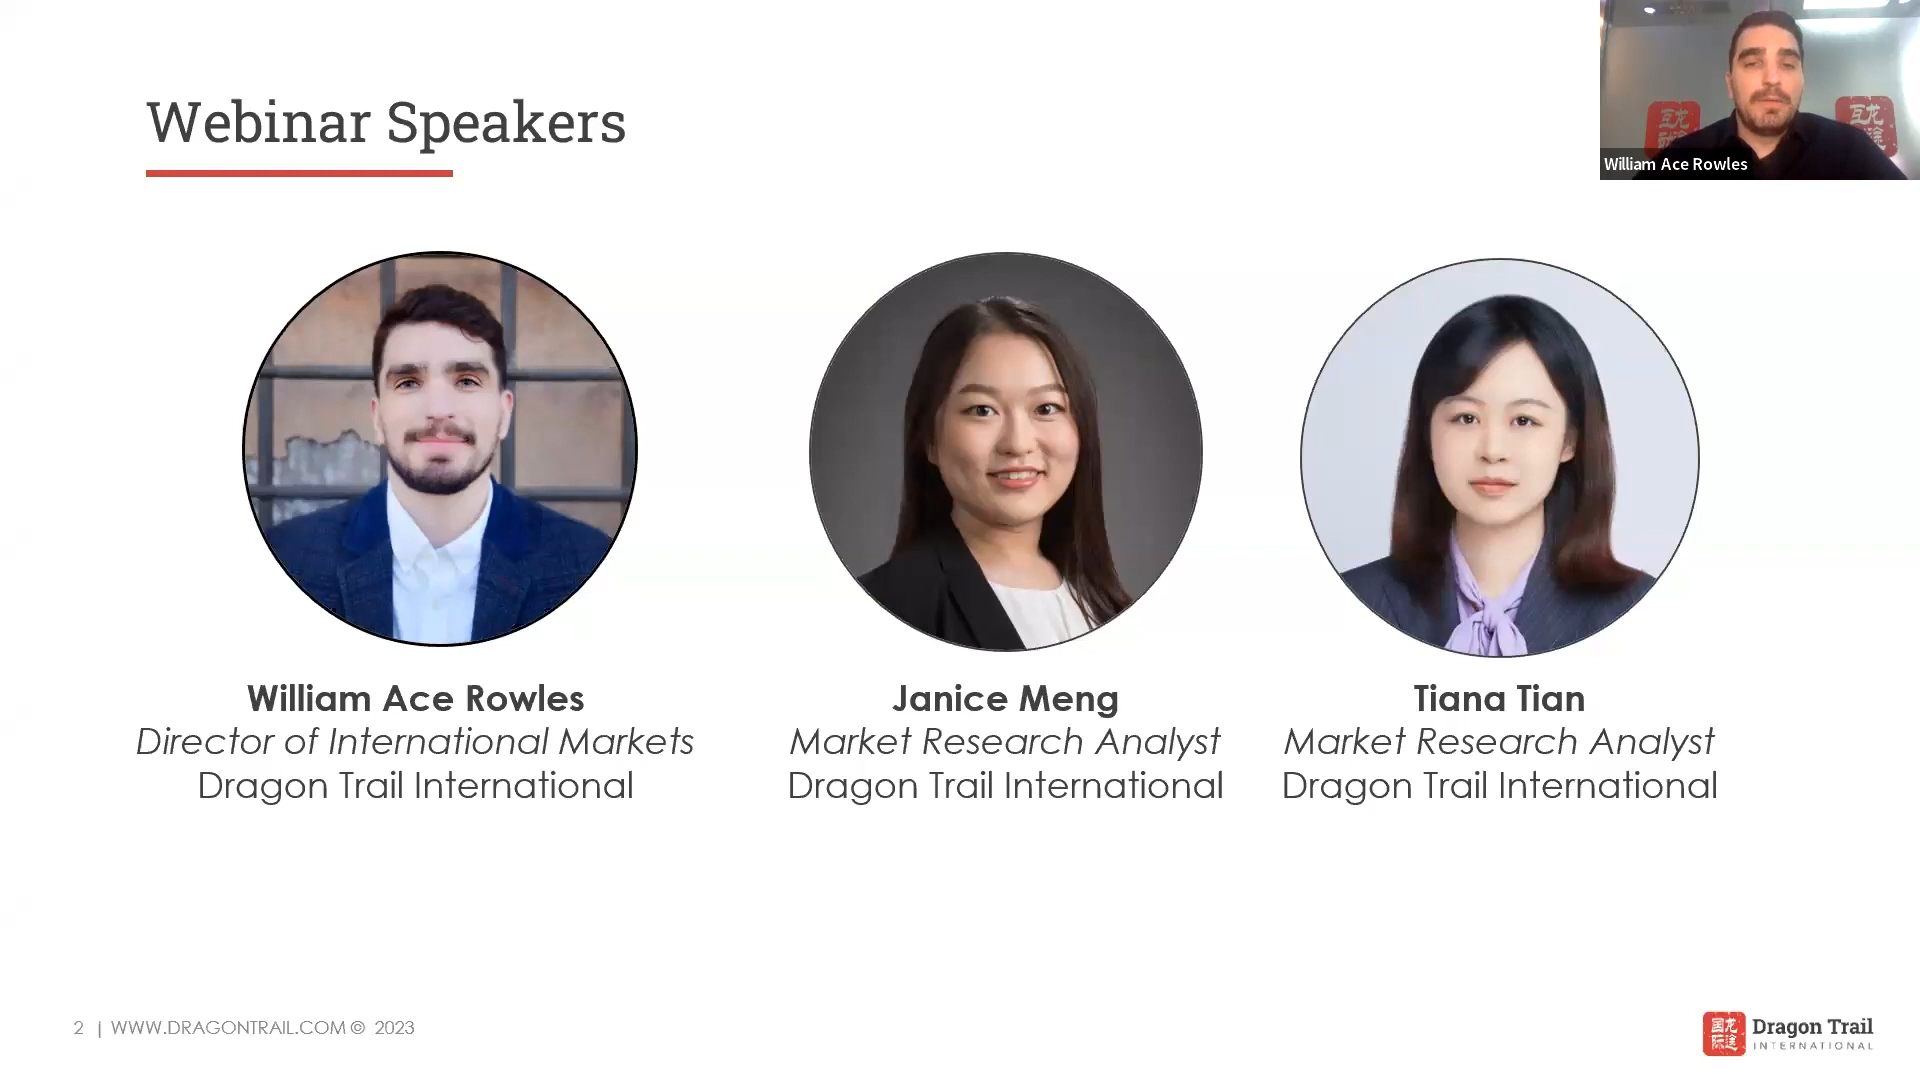 Webinar Speakers
William Ace Rowles
William Ace Rowles
Director of International Markets
Dragon Trail International
Janice Meng
Market Research Analyst
Dragon Trail International
Tiana Tian
Market Research Analyst
Dragon Trail International
2 | WWW.DRAGONTRAIL.COM © 2023
Dragon Trail
INTERNATIONAL